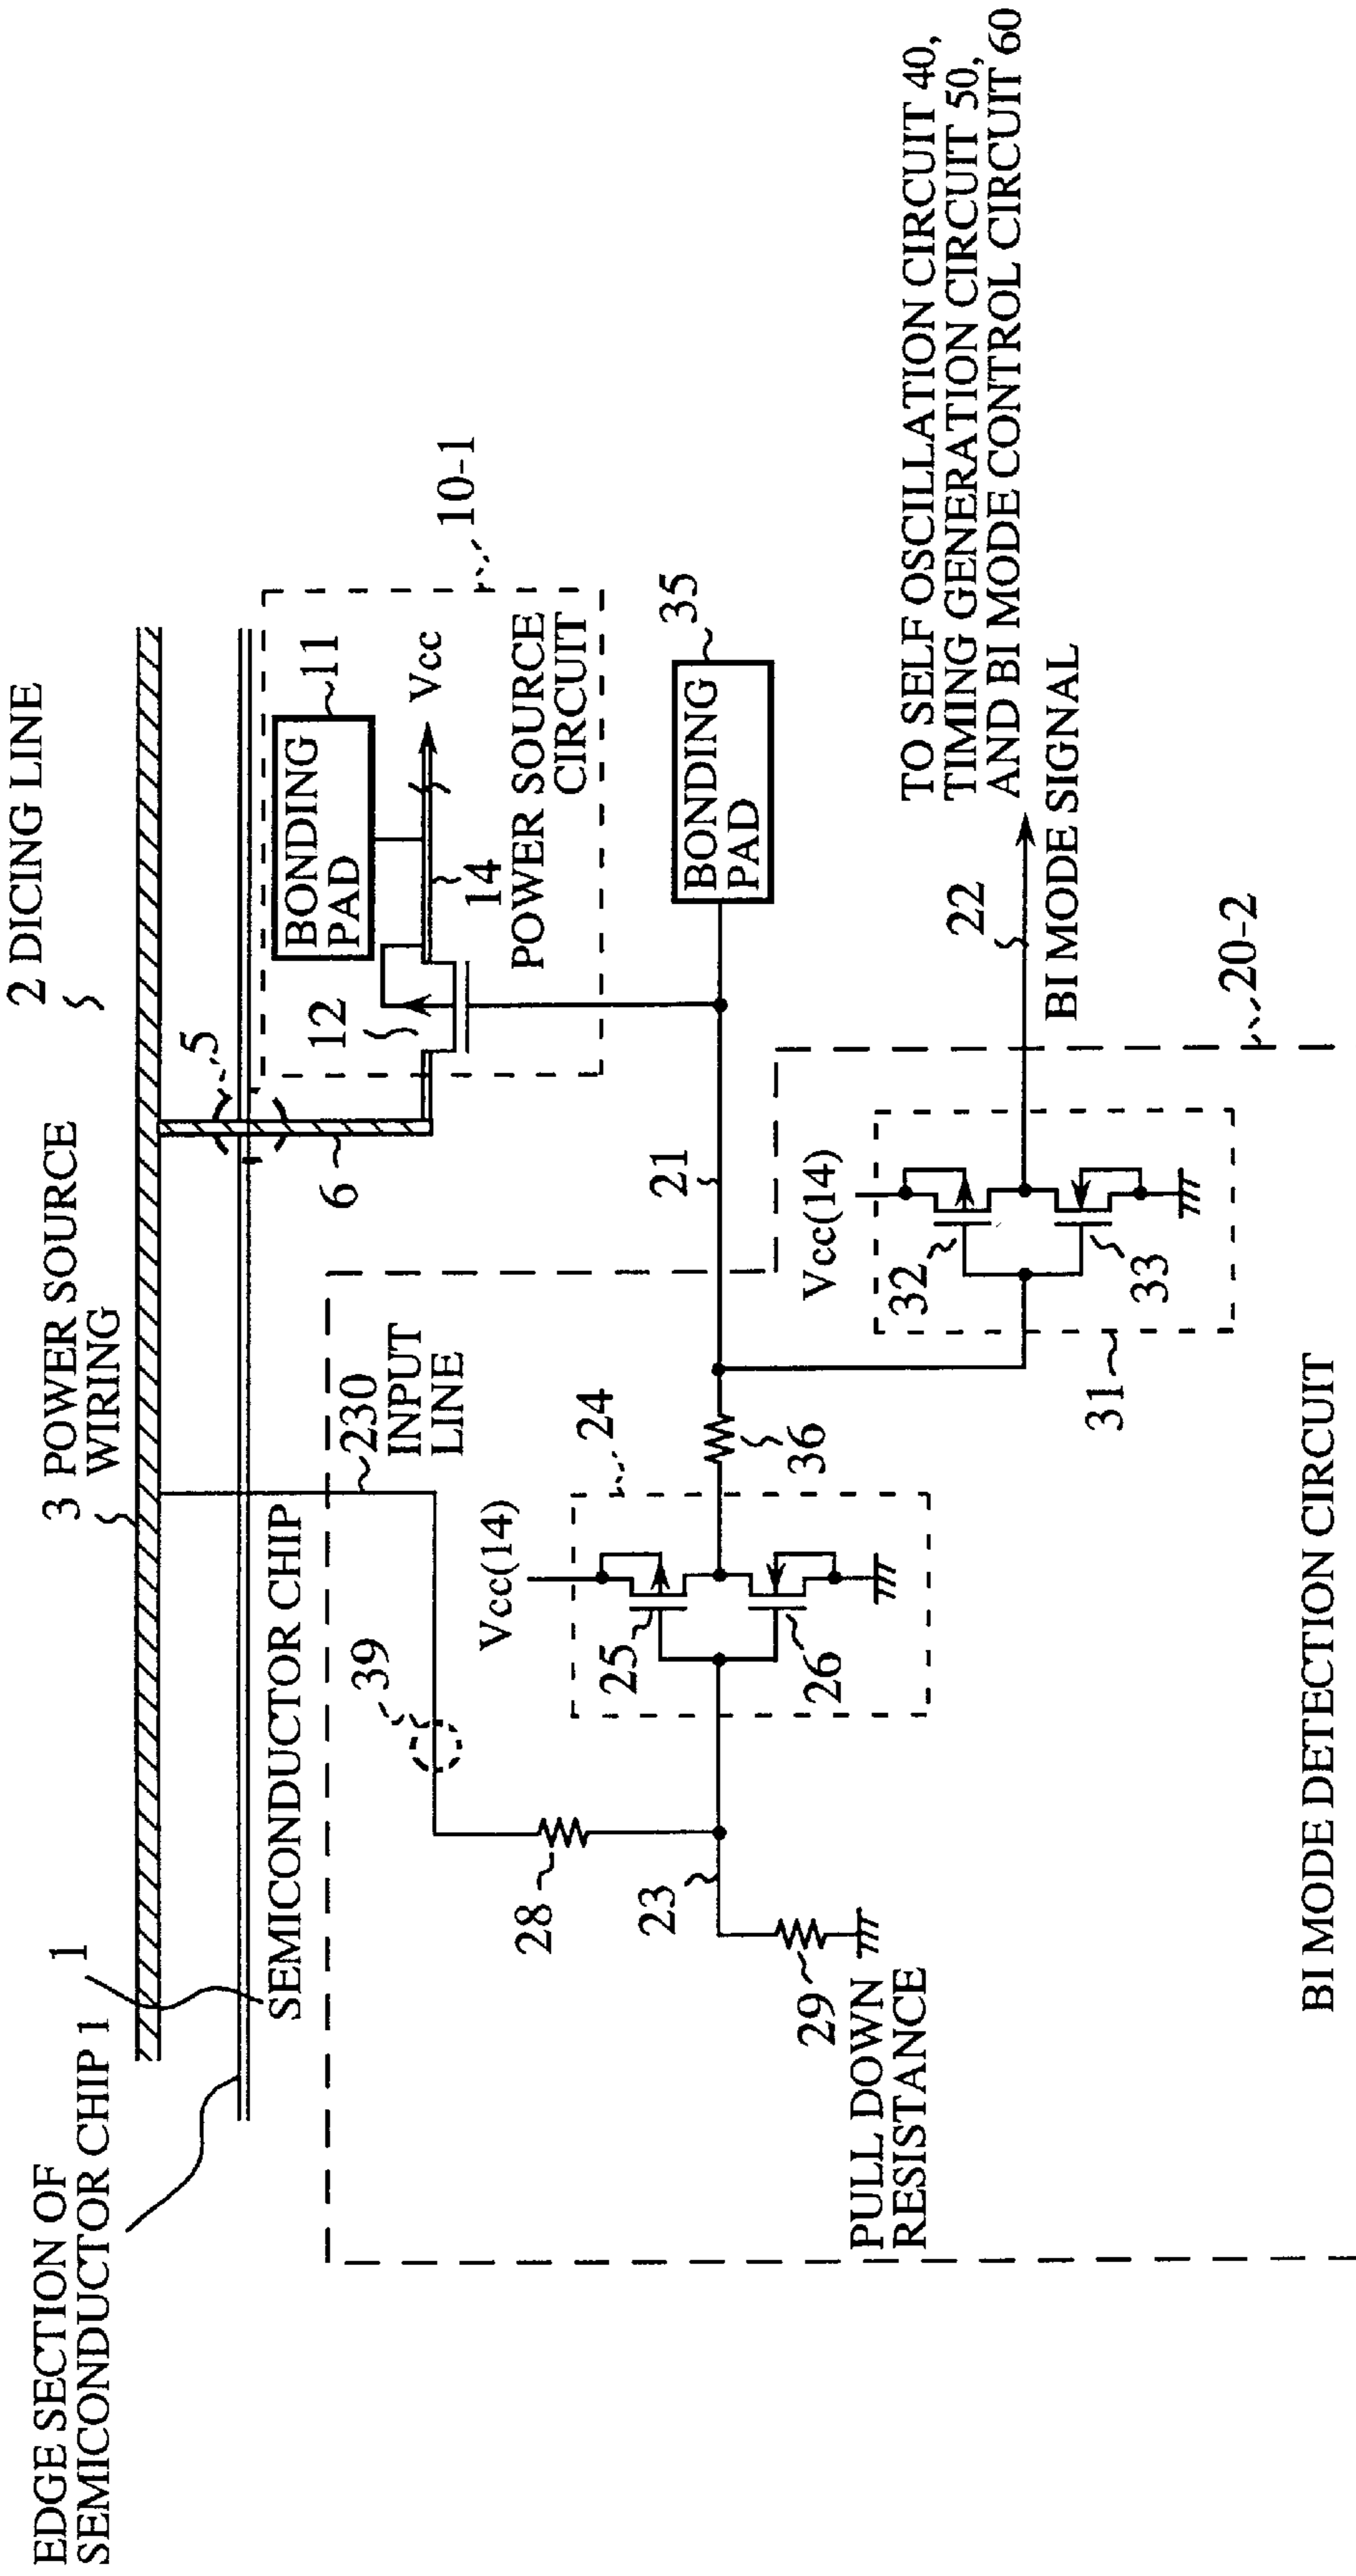 EDGE SECTION OF
SEMICONDUCTOR CHIP 1
1
3 POWER SOURCE
WIRING
2 DICING LINE
5
SEMICONDUCTOR CHIP
230
INPUT
LINE
6
12
BONDING
PAD
11
14
Vcc
POWER SOURCE
CIRCUIT
10-1
39
28
23
29
PULL DOWN
RESISTANCE
Vcc(14)
25
26
24
36
21
BONDING
PAD
35
Vcc(14)
32
33
31
22
BI MODE SIGNAL
TO SELF OSCILLATION CIRCUIT 40,
TIMING GENERATION CIRCUIT 50,
AND BI MODE CONTROL CIRCUIT 60
20-2
BI MODE DETECTION CIRCUIT